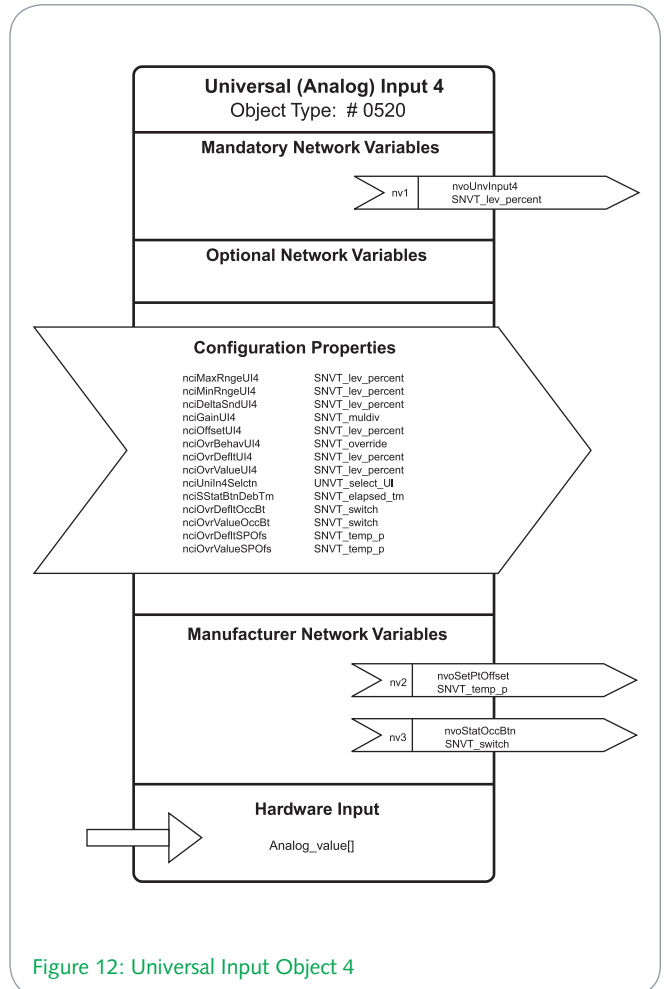 Universal (Analog) Input 4
Object Type: # 0520
Mandatory Network Variables
nv1 nvoUnvInput4
SNVT_lev_percent
Optional Network Variables
Configuration Properties
nciMaxRngeUI4 SNVT_lev_percent
nciMinRngeUI4 SNVT_lev_percent
nciDeltaSndUI4 SNVT_lev_percent
nciGainUI4 SNVT_muldiv
nciOffsetUI4 SNVT_lev_percent
nciOvrBehavUI4 SNVT_override
nciOvrDefltUI4 SNVT_lev_percent
nciOvrValueUI4 SNVT_lev_percent
nciUniIn4Selctn UNVT_select_UI
nciSStatBtnDebTm SNVT_elapsed_tm
nciOvrDefltOccBt SNVT_switch
nciOvrValueOccBt SNVT_switch
nciOvrDefltSPOfs SNVT_temp_p
nciOvrValueSPOfs SNVT_temp_p
Manufacturer Network Variables
nv2 nvoSetPtOffset
SNVT_temp_p
nv3 nvoStatOccBtn
SNVT_switch
Hardware Input
Analog_value[]
Figure 12: Universal Input Object 4